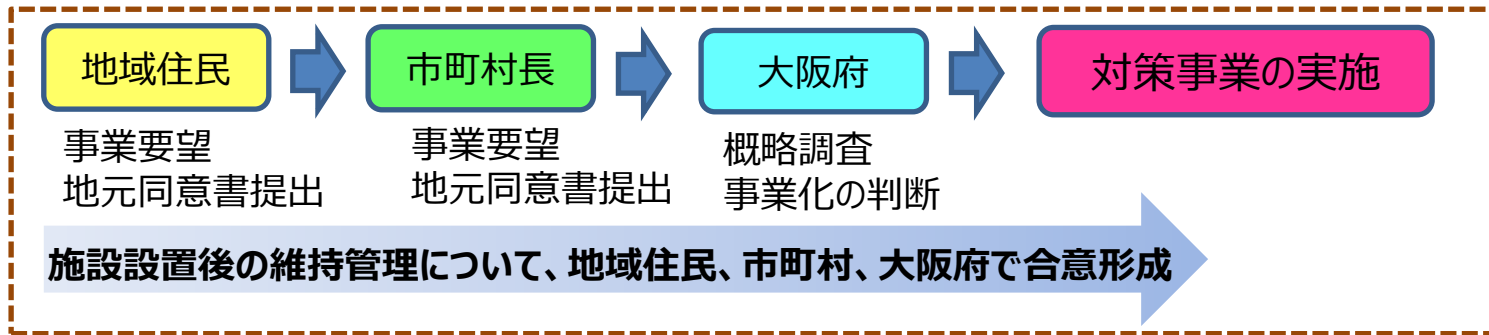 地域住民
市町村長
大阪府
対策事業の実施
事業要望
地元同意書提出
事業要望
地元同意書提出
概略調査
事業化の判断
施設設置後の維持管理について、地域住民、市町村、大阪府で合意形成